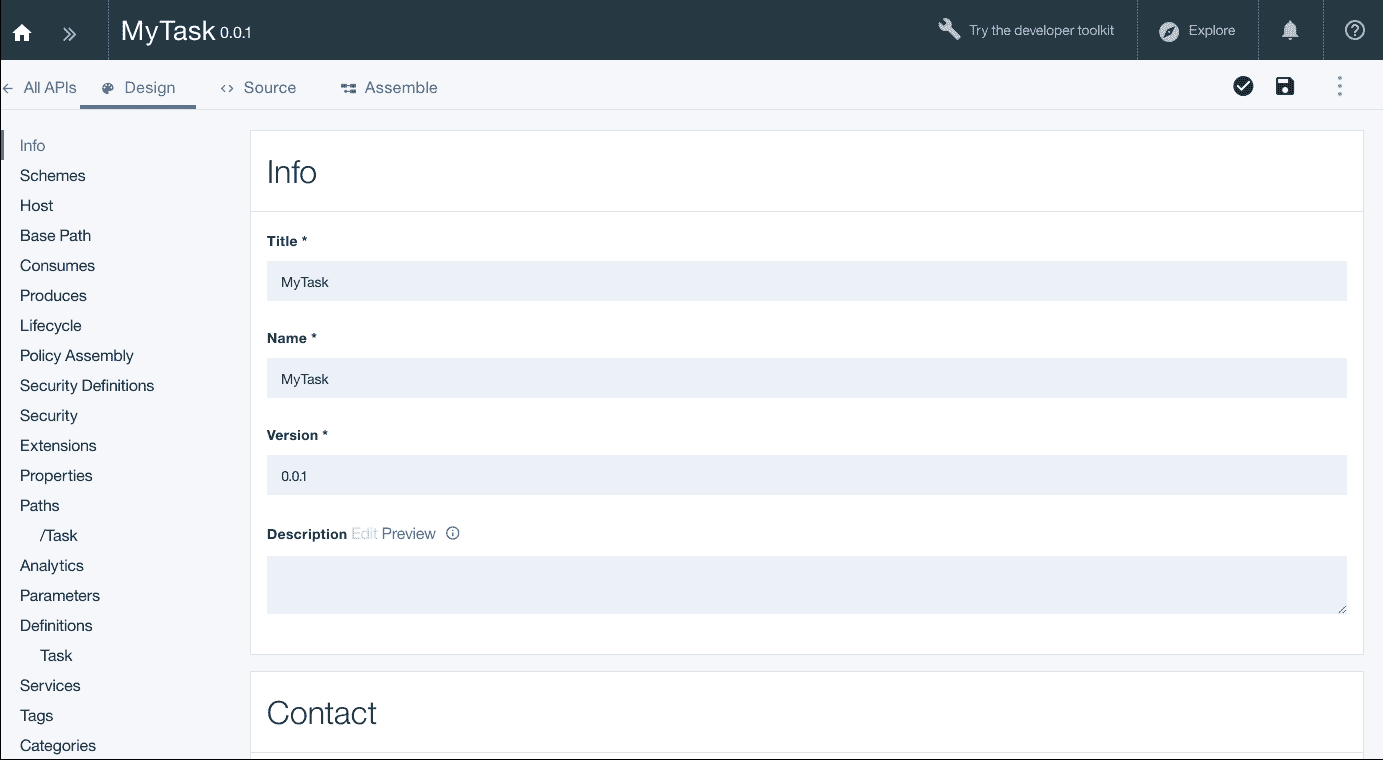 MyTask 0.0.1
Try the developer toolkit
Explore
All APIs
Design
Source
Assemble
Info
Schemes
Host
Base Path
Consumes
Produces
Lifecycle
Policy Assembly
Security Definitions
Security
Extensions
Properties
Paths
/Task
Analytics
Parameters
Definitions
Task
Services
Tags
Categories
Info
Title *
MyTask
Name *
MyTask
Version *
0.0.1
Description Edit Preview
Contact